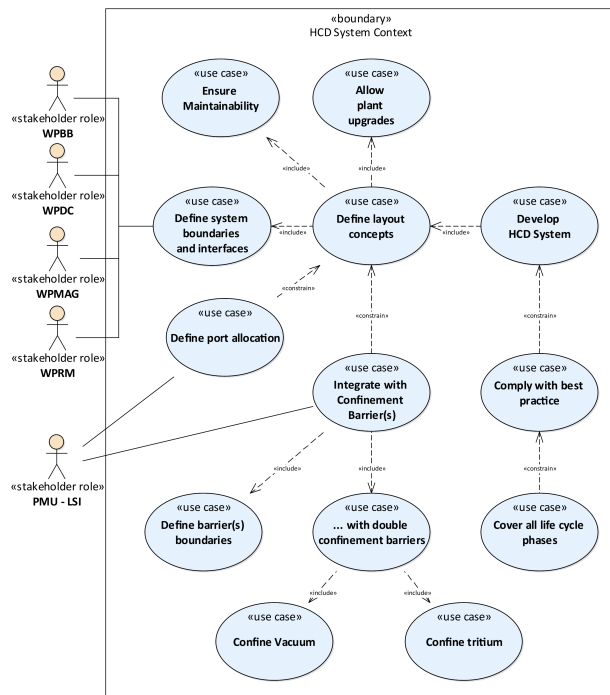 «boundary»
HCD System Context
«use case»
Ensure
Maintainability
«use case»
Allow
plant
upgrades
«stakeholder role»
WPBB
«include»
«include»
«stakeholder role»
WPDC
«use case»
Define system
boundaries
and interfaces
«include»
«use case»
Define layout
concepts
«include»
«use case»
Develop
HCD System
«stakeholder role»
WPMAG
«constrain»
«use case»
Define port allocation
«constrain»
«constrain»
«stakeholder role»
WPRM
«use case»
Integrate with
Confinement
Barrier(s)
«use case»
Comply with best
practice
«include»
«include»
«constrain»
«stakeholder role»
PMU - LSI
«use case»
Define barrier(s)
boundaries
«use case»
... with double
confinement barriers
«use case»
Cover all life cycle
phases
«include»
«include»
«use case»
Confine Vacuum
«use case»
Confine tritium